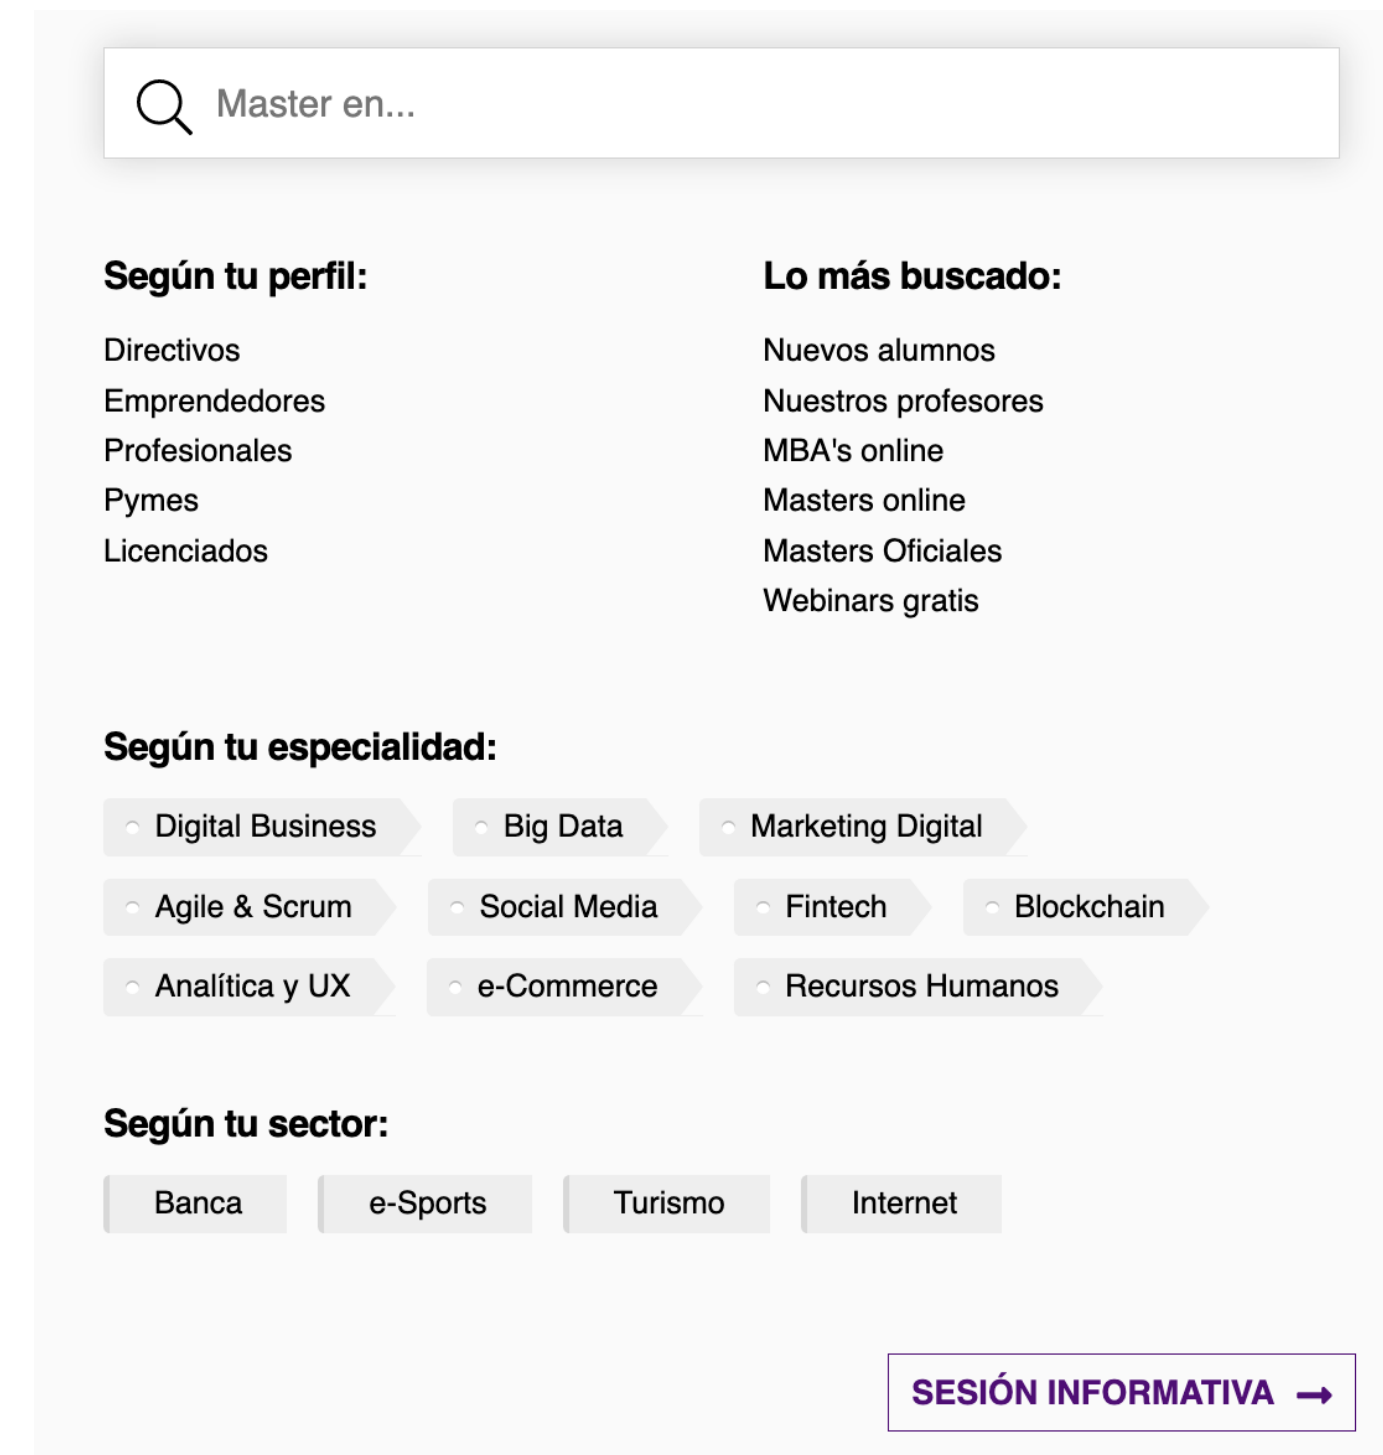 Master en...
Según tu perfil:
Directivos
Emprendedores
Profesionales
Pymes
Licenciados
Lo más buscado:
Nuevos alumnos
Nuestros profesores
MBA's online
Masters online
Masters Oficiales
Webinars gratis
Según tu especialidad:
Digital Business Big Data Marketing Digital
Agile & Scrum Social Media Fintech Blockchain
Analítica y UX e-Commerce Recursos Humanos
Según tu sector:
Banca e-Sports Turismo Internet
SESIÓN INFORMATIVA